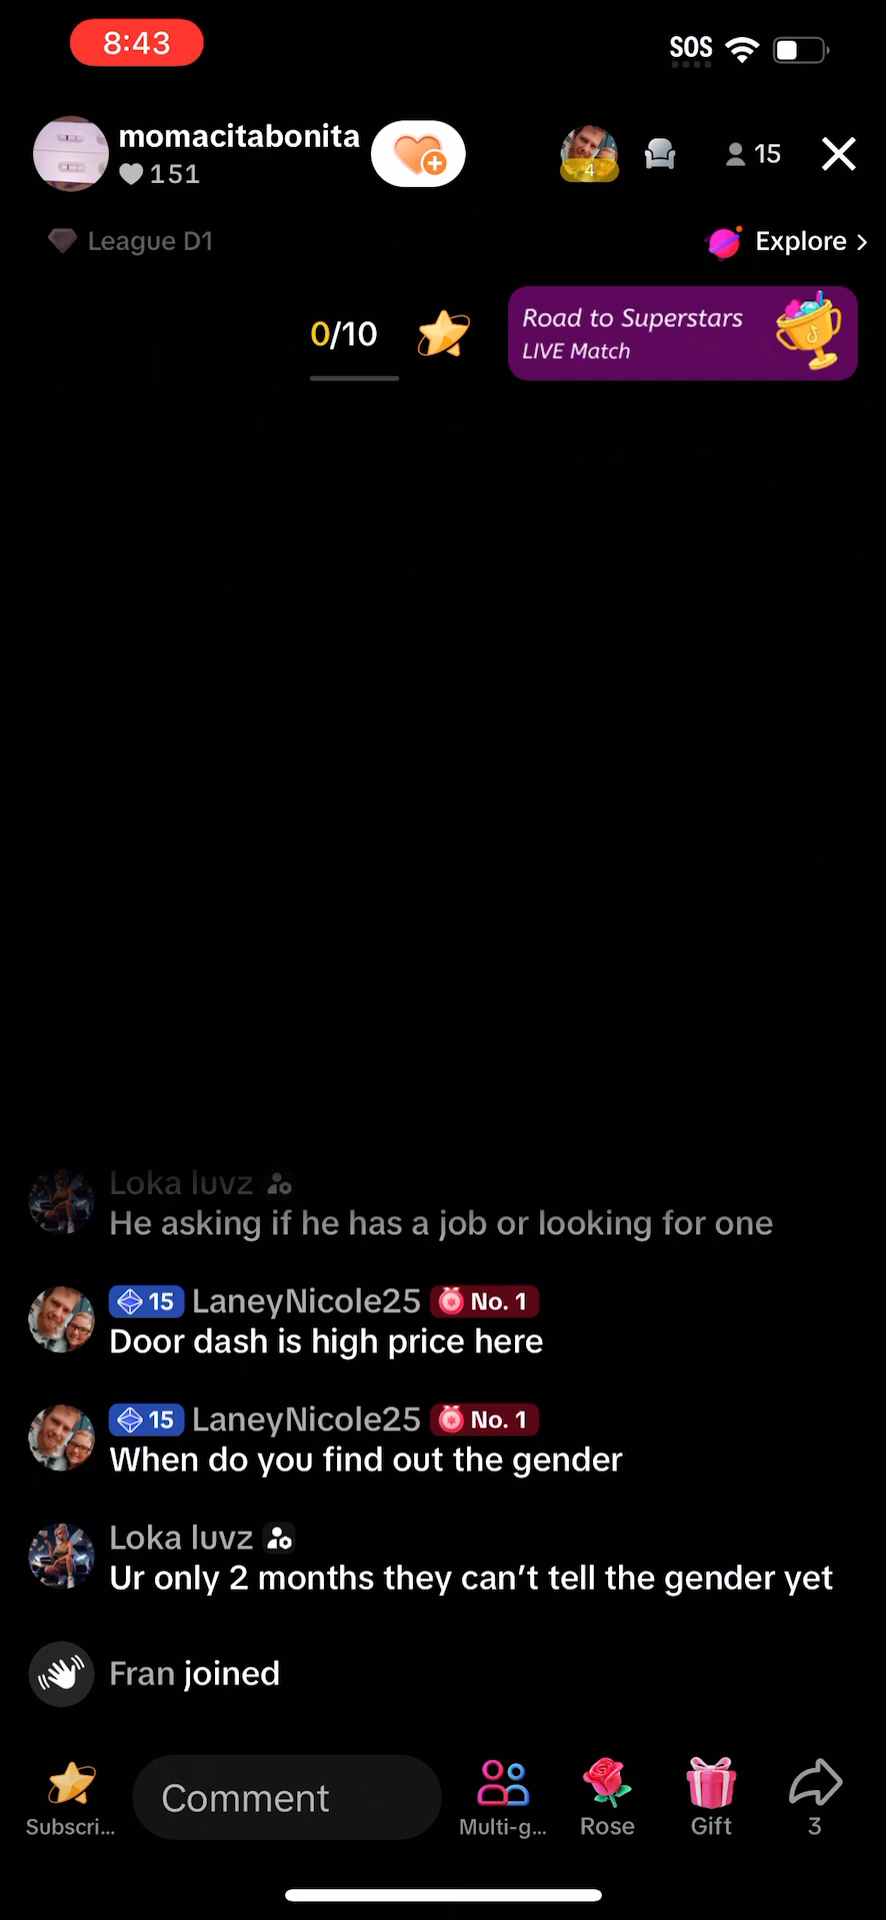 8:43
SOS
momacitabonita
151
4
15
League D1
Explore >
0/10
Road to Superstars
LIVE Match
Loka luvz
He asking if he has a job or looking for one
15 LaneyNicole25 No. 1
Door dash is high price here
15 LaneyNicole25 No. 1
When do you find out the gender
Loka luvz
Ur only 2 months they can’t tell the gender yet
Fran joined
Comment
Subscri...
Multi-g...
Rose
Gift
3